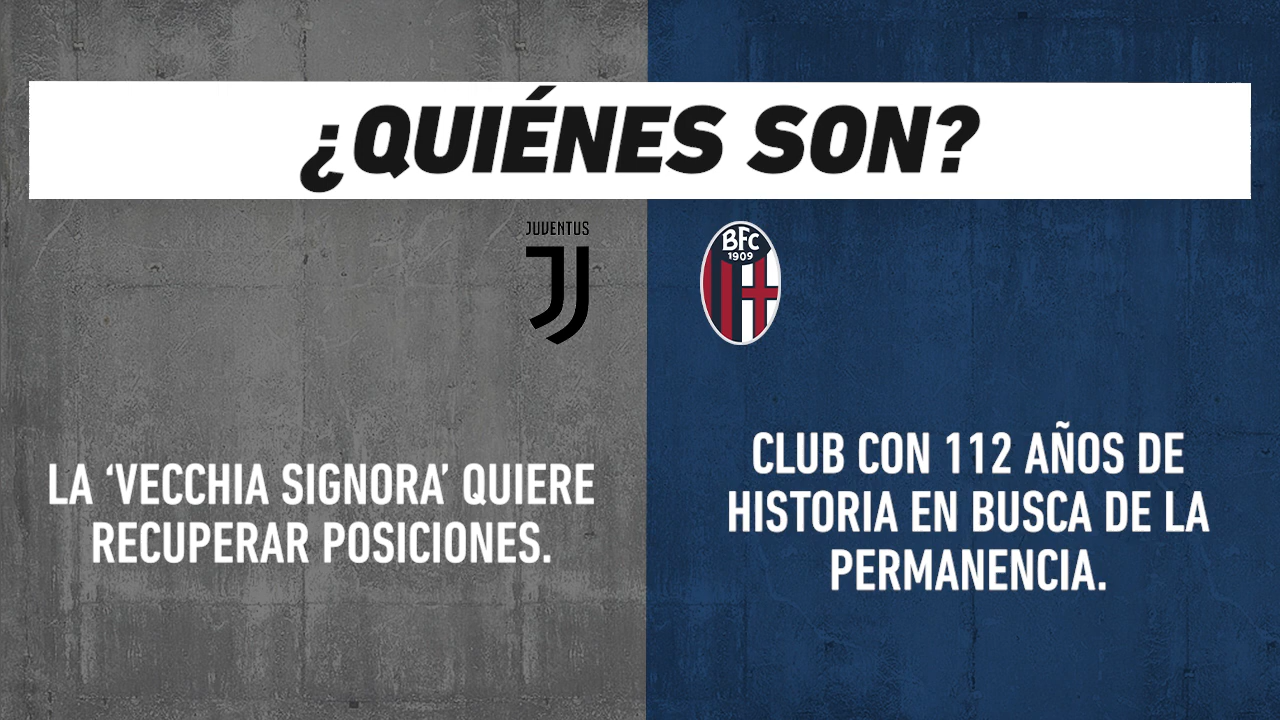 ¿QUIÉNES SON?
JUVENTUS
BFC
1909
LA ‘VECCHIA SIGNORA’ QUIERE
RECUPERAR POSICIONES.
CLUB CON 112 AÑOS DE
HISTORIA EN BUSCA DE LA
PERMANENCIA.